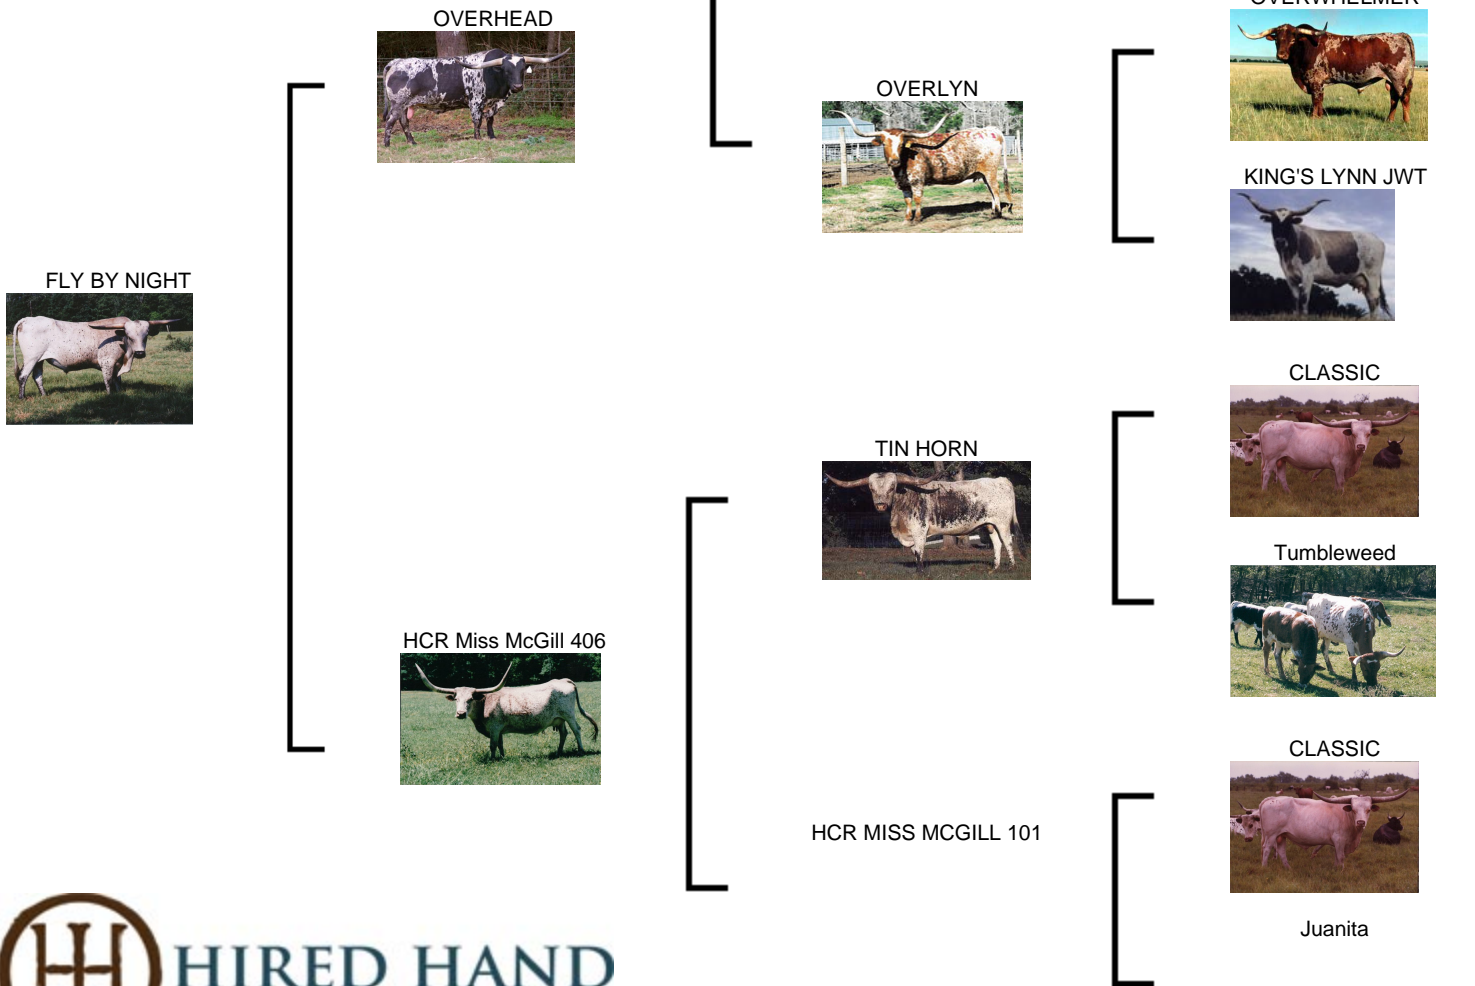 OVERWHELMER
OVERHEAD
OVERLYN
KING'S LYNN JWT
FLY BY NIGHT
CLASSIC
TIN HORN
Tumbleweed
HCR Miss McGill 406
CLASSIC
HCR MISS MCGILL 101
Juanita
HIRED HAND